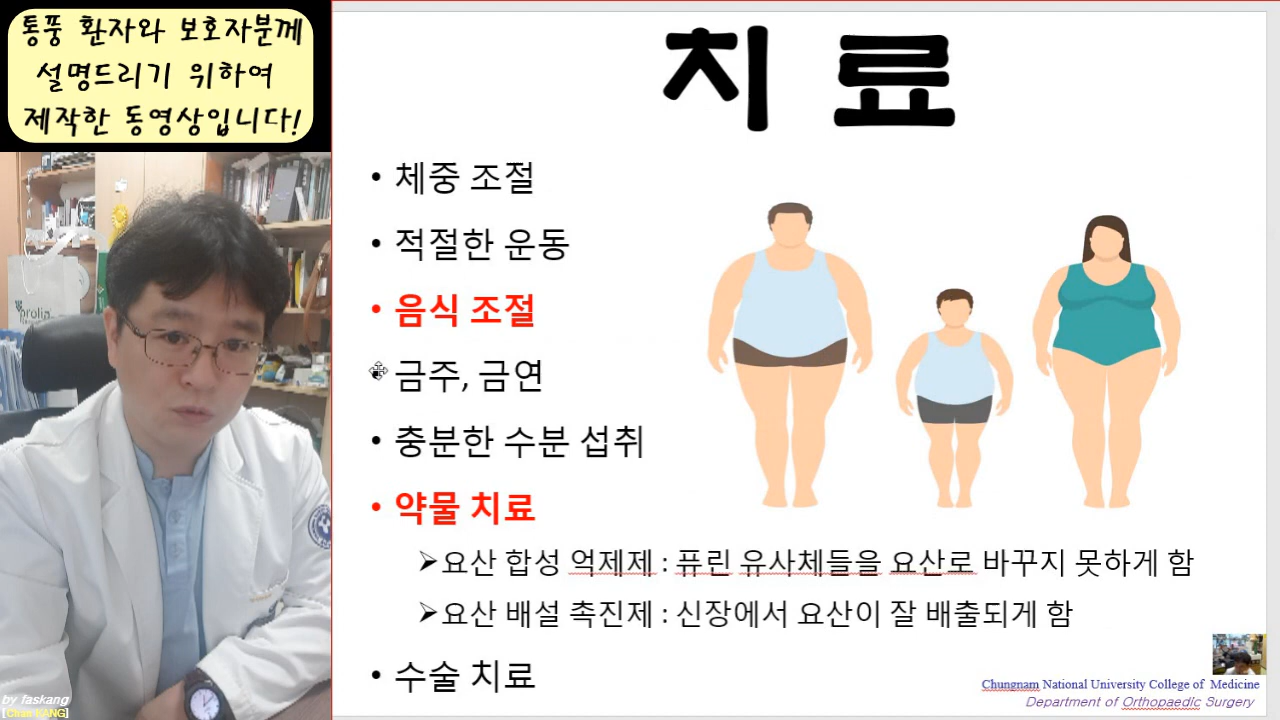 통풍 환자와 보호자분께
설명드리기 위하여
제작한 동영상입니다!
치 료
• 체중 조절
• 적절한 운동
• 음식 조절
금주, 금연
• 충분한 수분 섭취
• 약물 치료
➢요산 합성 억제제 : 퓨린 유사체들을 요산로 바꾸지 못하게 함
➢요산 배설 촉진제 : 신장에서 요산이 잘 배출되게 함
• 수술 치료
Chungnam National University College of Medicine
Department of Orthopaedic Surgery
prolia
by faskang
[Chan KANG]